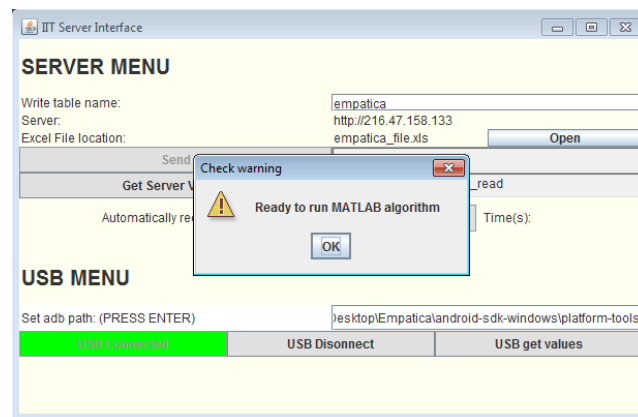 IIT Server Interface
SERVER MENU
Write table name: empatica
Server: http://216.47.158.133
Excel File location: empatica_file.xls Open
Send
Check warning
Get Server _read
Ready to run MATLAB algorithm
Automatically Time(s):
OK
USB MENU
Set adb path: (PRESS ENTER) Desktop\Empatica\android-sdk-windows\platform-tools
USB Connected USB Disonnect USB get values